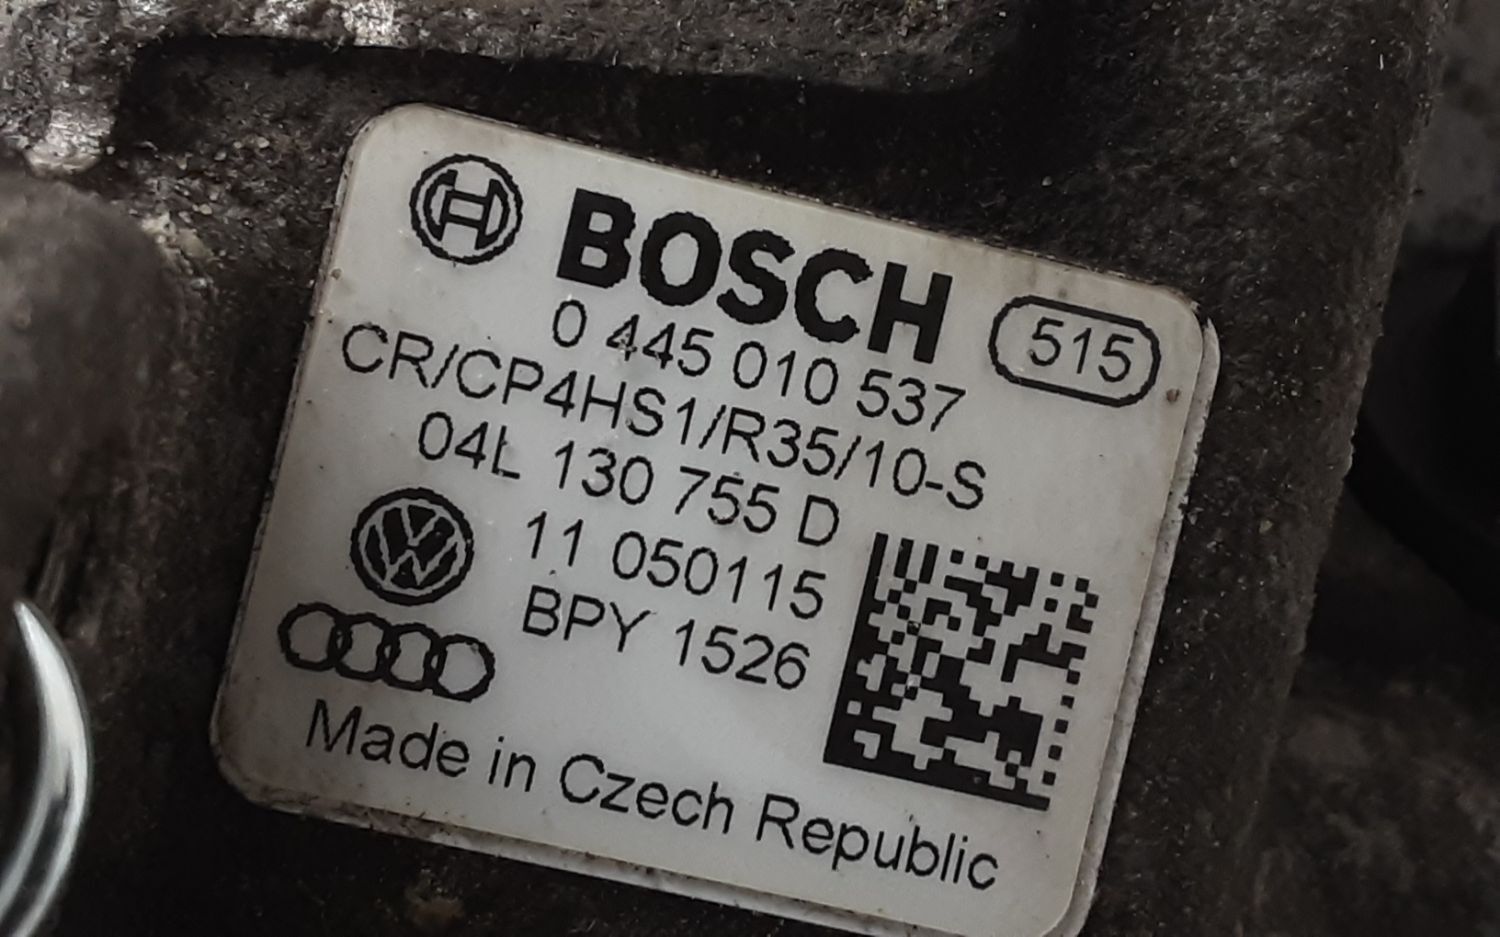 BOSCH
515
0 445 010 537
CR/CP4HS1/R35/10-S
04L 130 755 D
11 050115
BPY 1526
Made in Czech Republic